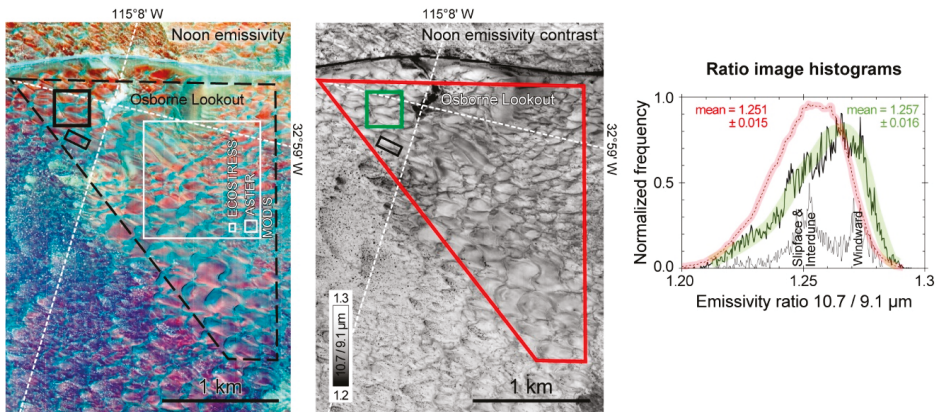 115°8' W
Noon emissivity
Osborne Lookout
ECOSTRESS
ASTER
MODIS
32°59' W
1 km
115°8' W
Noon emissivity contrast
Osborne Lookout
32°59' W
1.3
10.7 / 9.1 µm
1.2
1 km
Ratio image histograms
mean = 1.251
± 0.015
mean = 1.257
± 0.016
Normalized frequency
1.0
0.5
0.0
Slipface &
Interdune
Windward
1.20
1.25
1.3
Emissivity ratio 10.7 / 9.1 µm